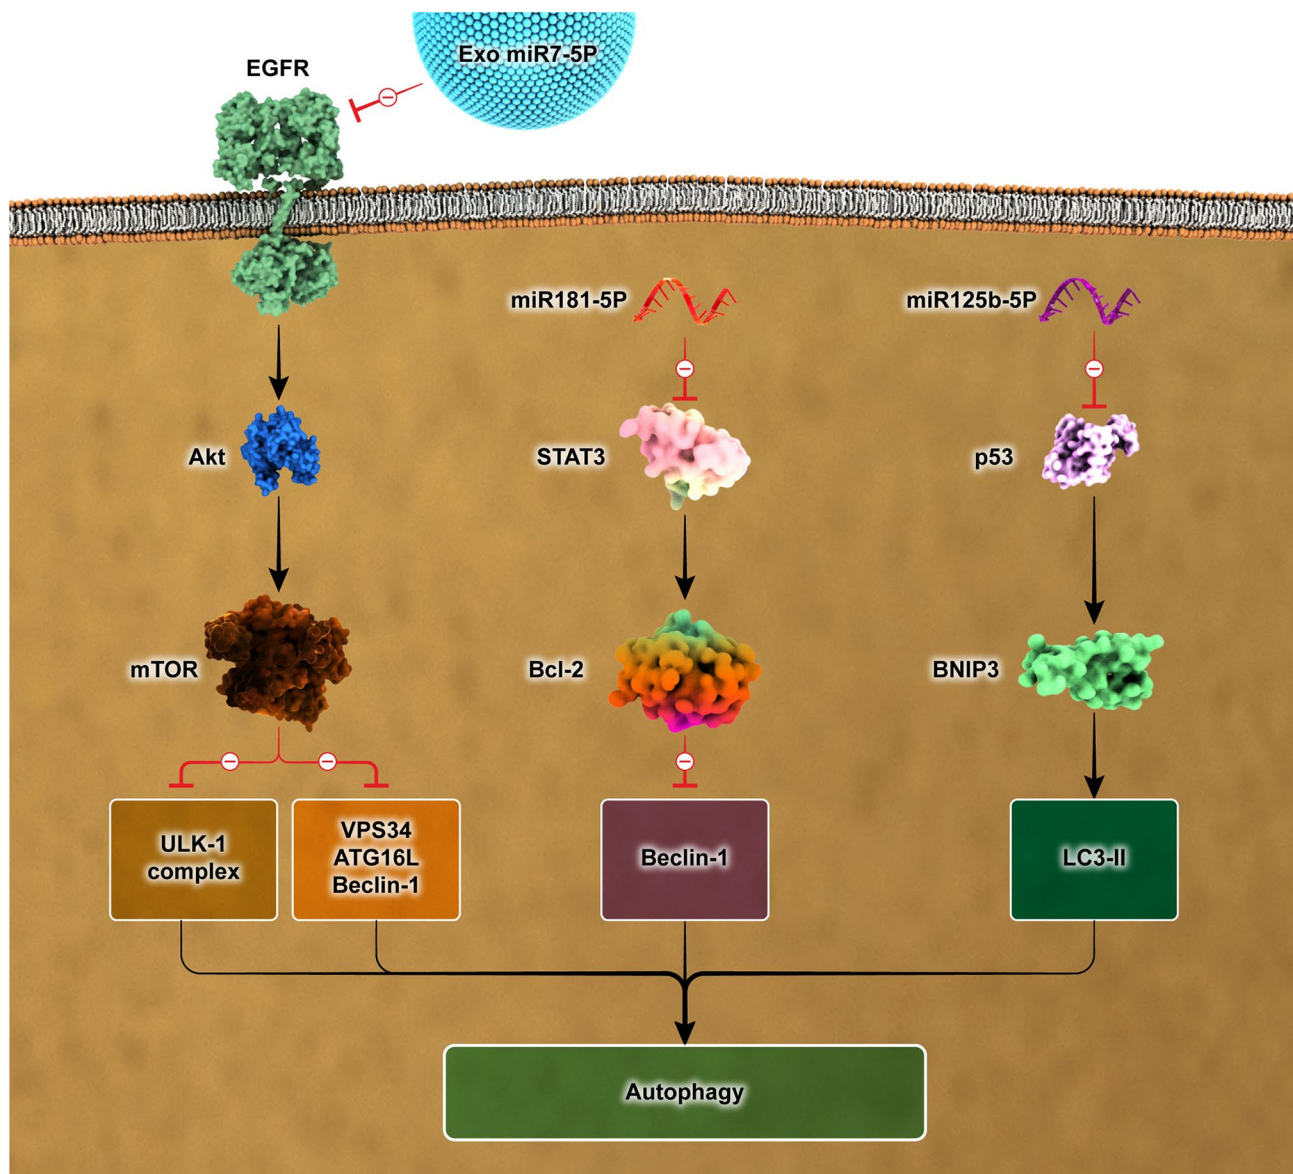 Exo miR7-5P
EGFR
miR181-5P
miR125b-5P
Akt
STAT3
p53
mTOR
Bcl-2
BNIP3
ULK-1
complex
VPS34
ATG16L
Beclin-1
Beclin-1
LC3-II
Autophagy